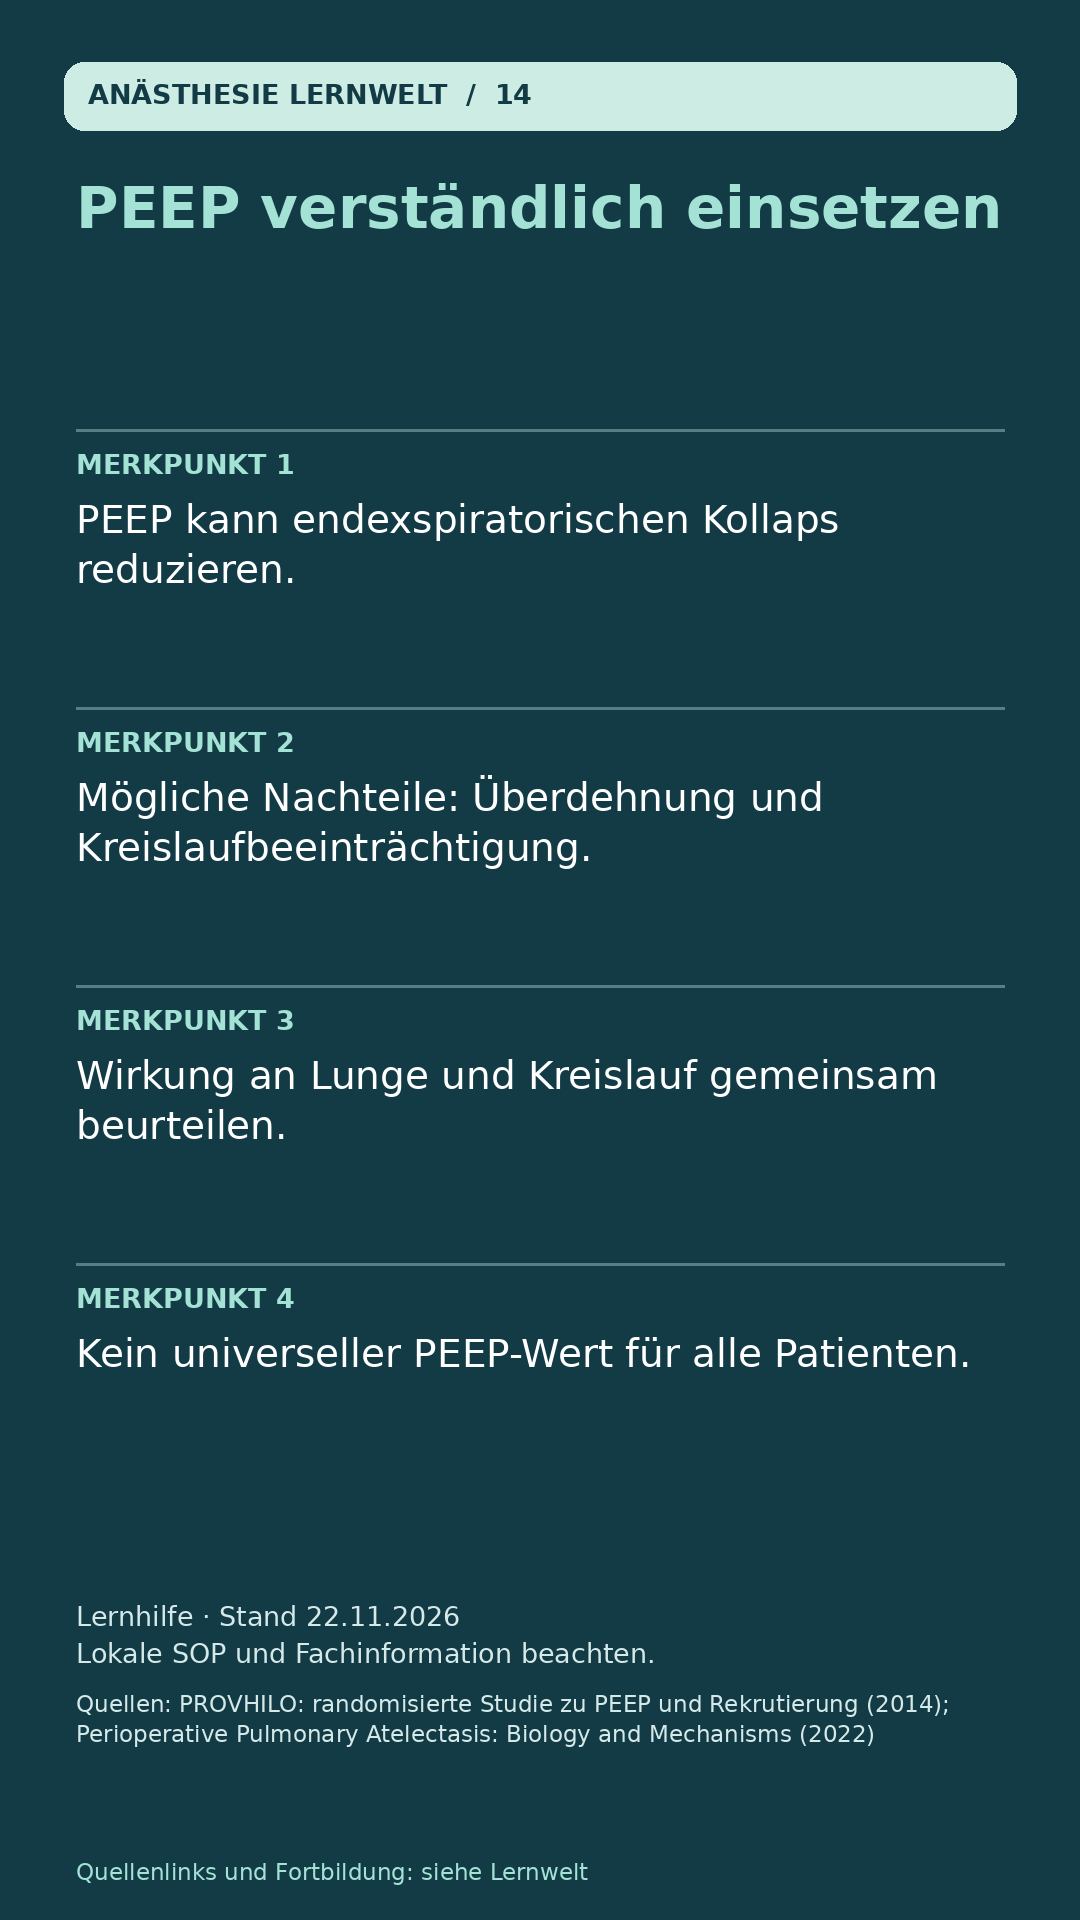 ANÄSTHESIE LERNWELT / 14
PEEP verständlich einsetzen
MERKPUNKT 1
PEEP kann endexspiratorischen Kollaps
reduzieren.
MERKPUNKT 2
Mögliche Nachteile: Überdehnung und
Kreislaufbeeinträchtigung.
MERKPUNKT 3
Wirkung an Lunge und Kreislauf gemeinsam
beurteilen.
MERKPUNKT 4
Kein universeller PEEP-Wert für alle Patienten.
Lernhilfe · Stand 22.11.2026
Lokale SOP und Fachinformation beachten.
Quellen: PROVHILO: randomisierte Studie zu PEEP und Rekrutierung (2014);
Perioperative Pulmonary Atelectasis: Biology and Mechanisms (2022)
Quellenlinks und Fortbildung: siehe Lernwelt